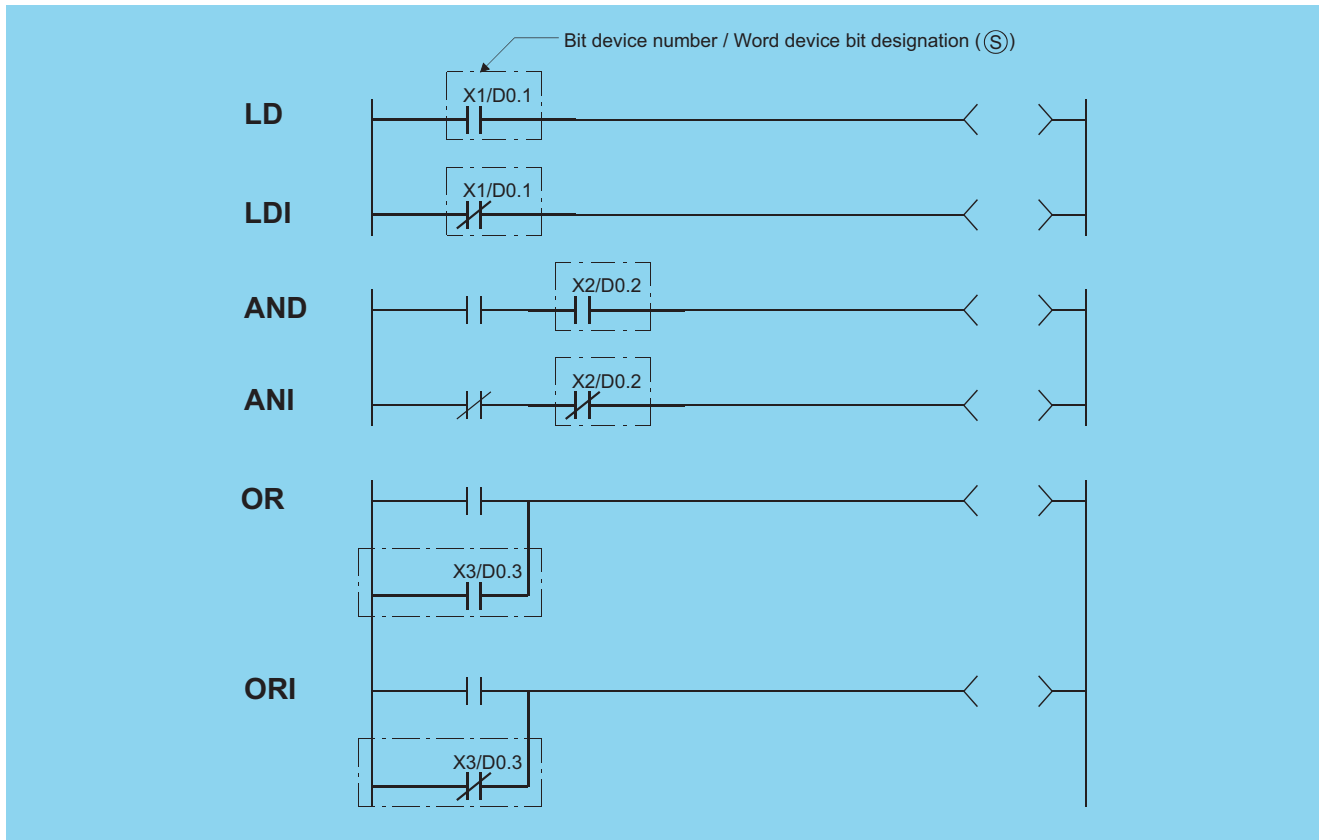 Bit device number / Word device bit designation (Ⓢ)
X1/D0.1
LD
X1/D0.1
LDI
X2/D0.2
AND
X2/D0.2
ANI
OR
X3/D0.3
ORI
X3/D0.3